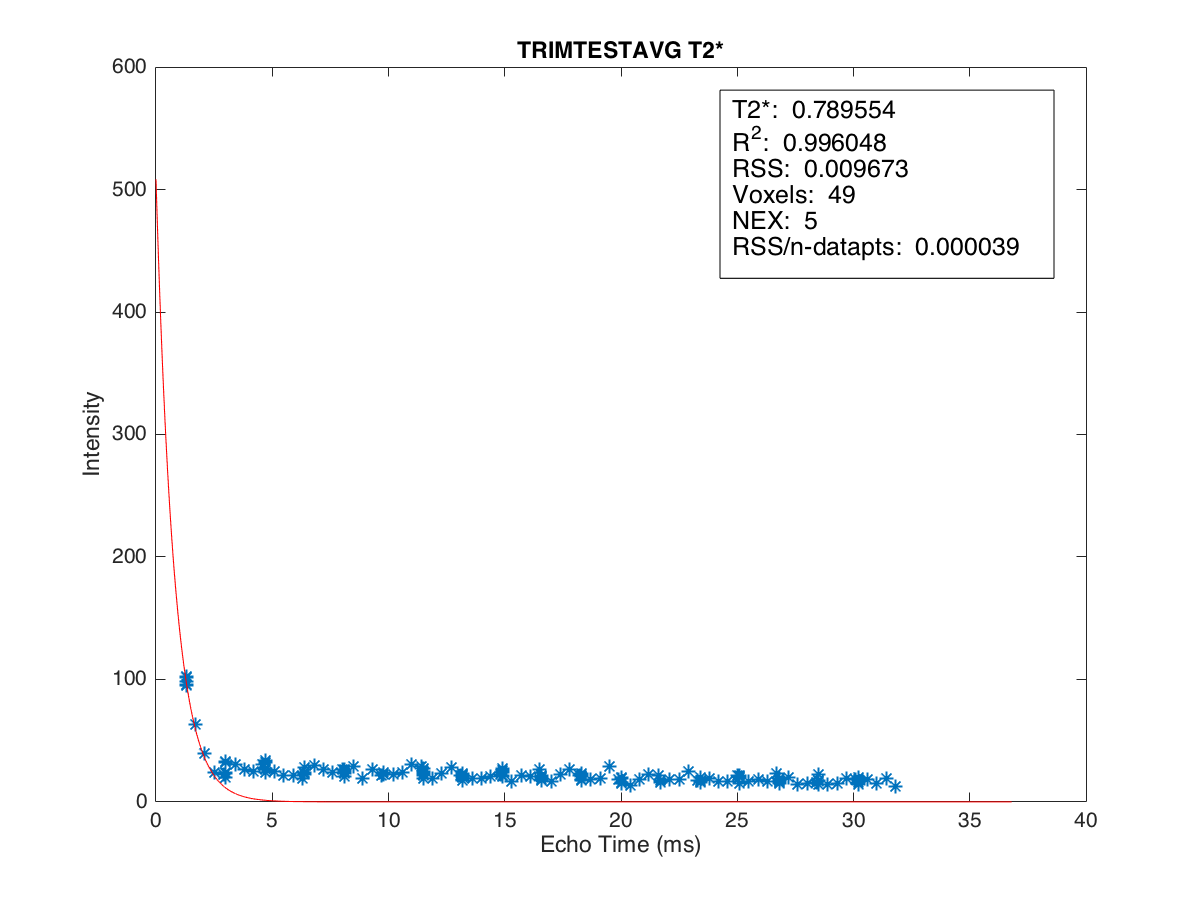 TRIMTESTAVG T2*
600
500
400
300
200
100
0
Intensity
T2*: 0.789554
R2: 0.996048
RSS: 0.009673
Voxels: 49
NEX: 5
RSS/n-datapts: 0.000039
0 5 10 15 20 25 30 35 40
Echo Time (ms)